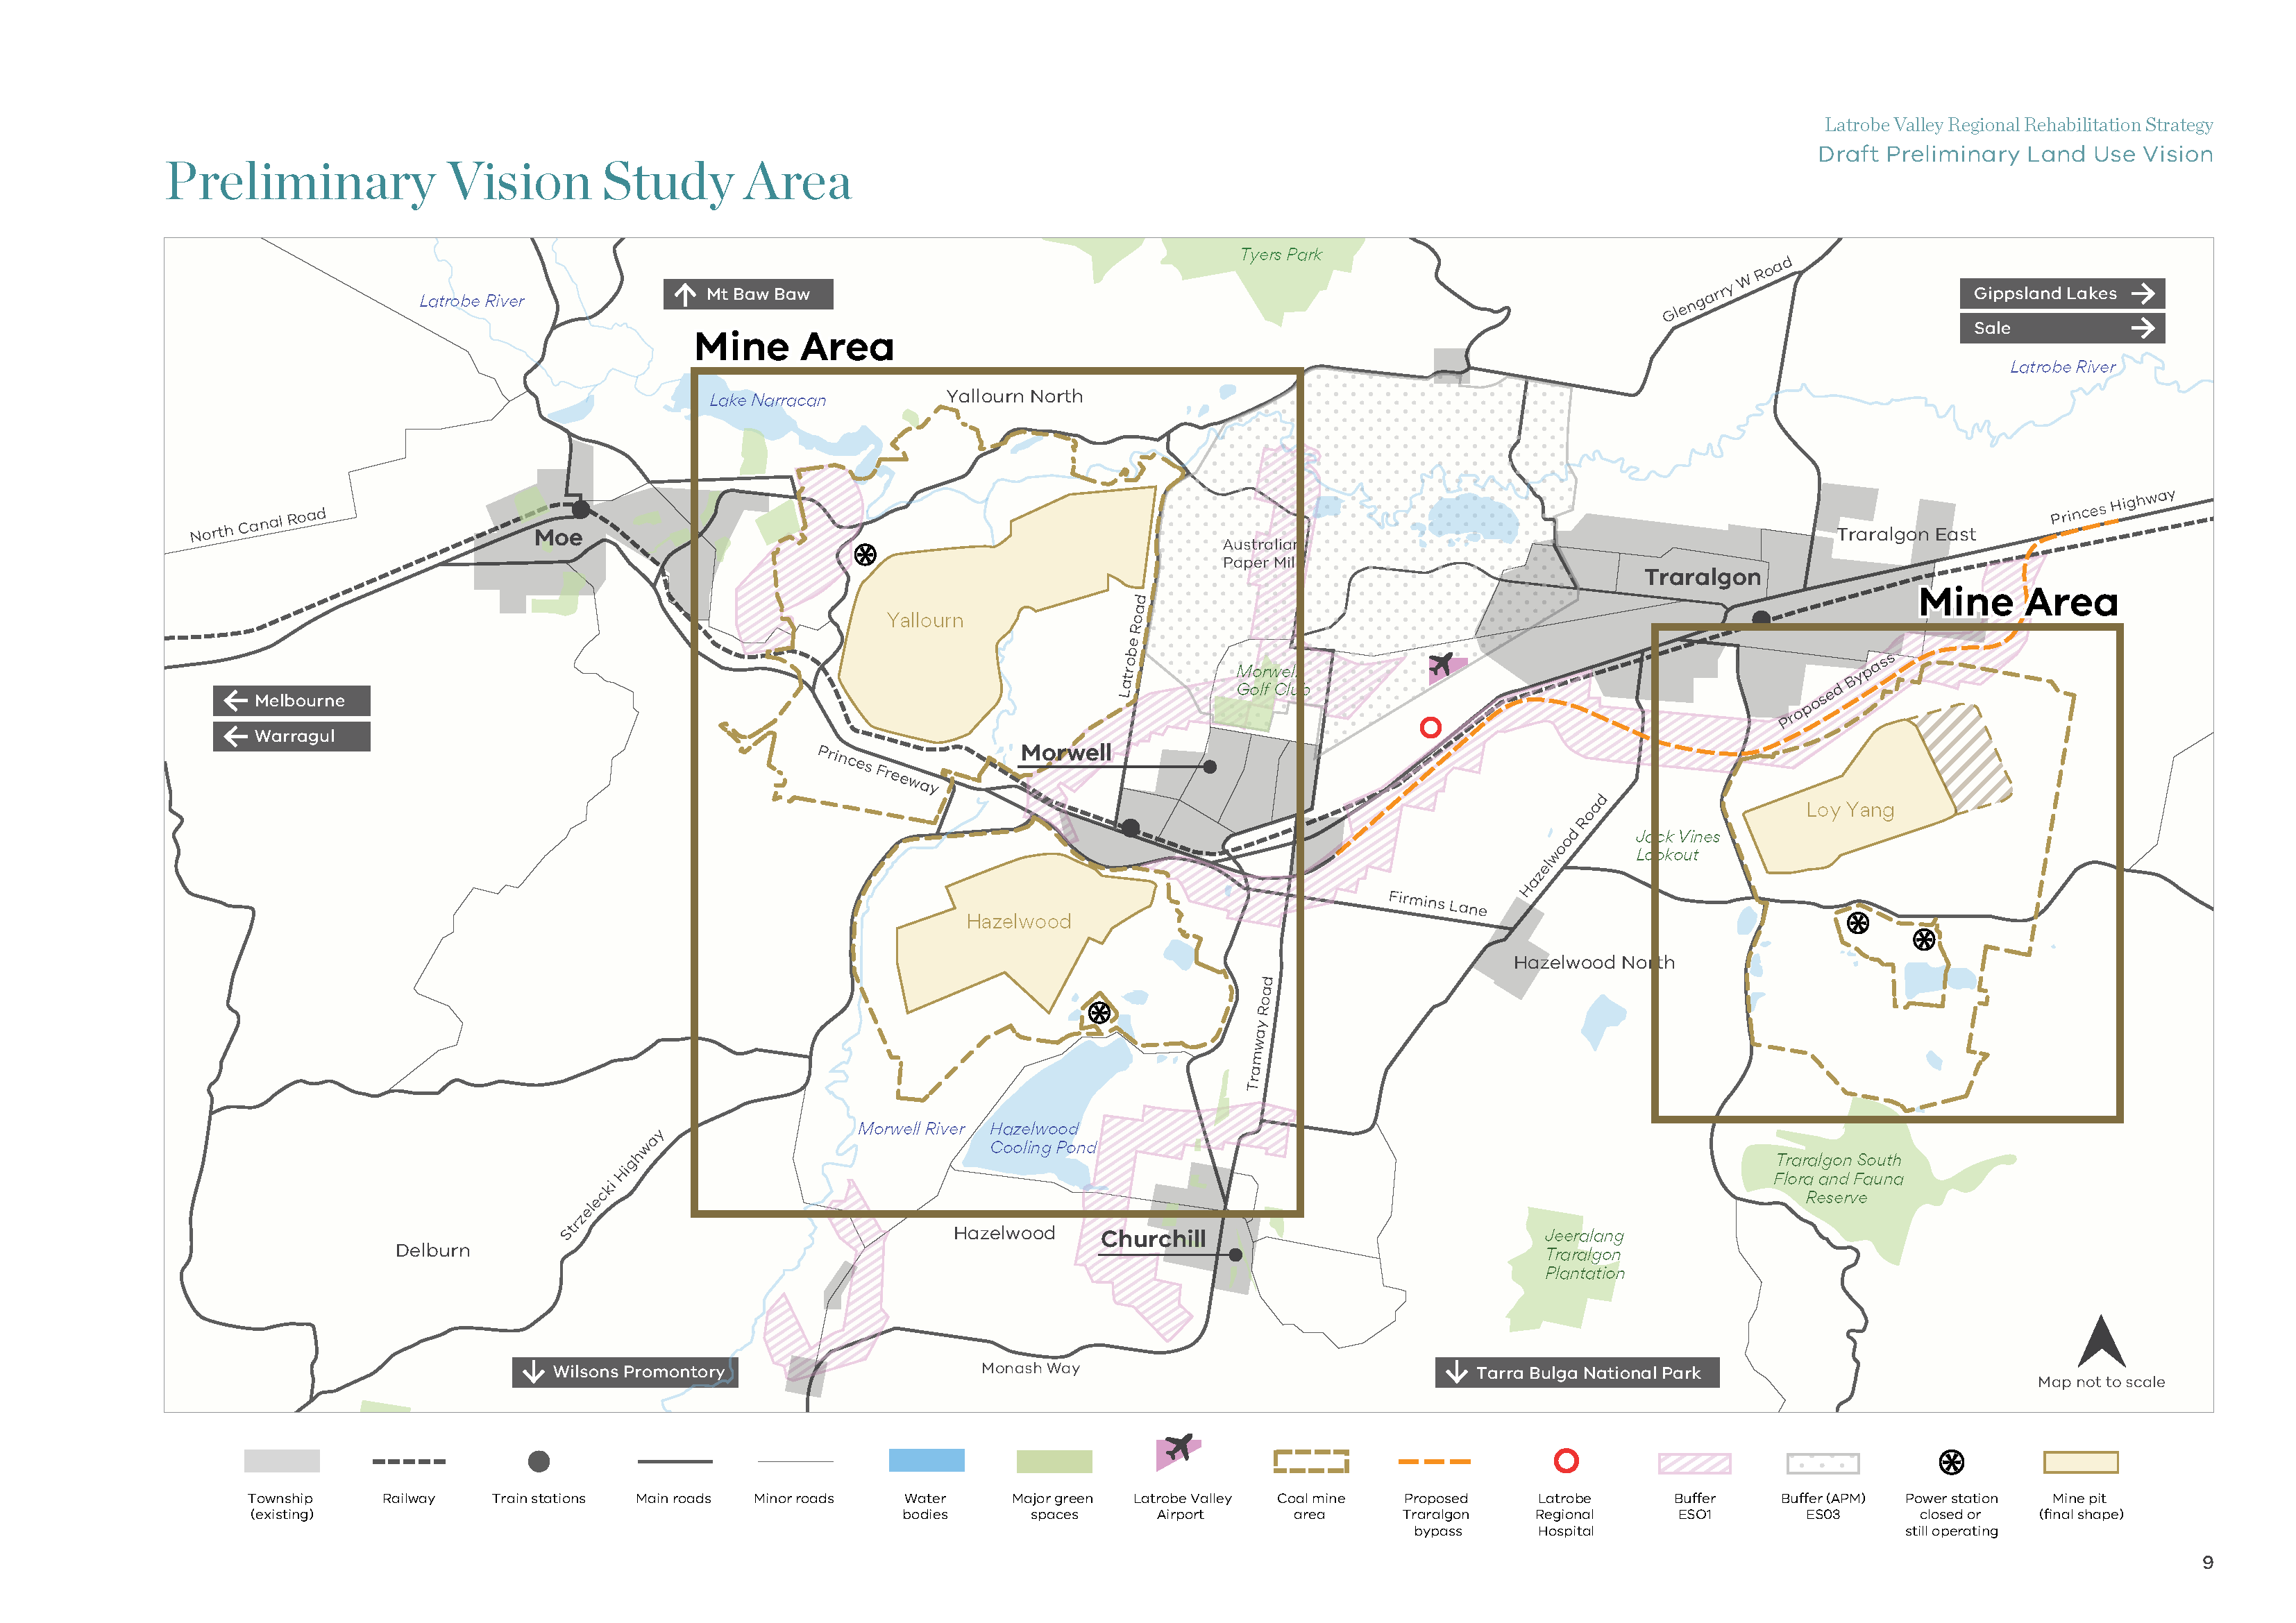 Latrobe Valley Regional Rehabilitation Strategy
Draft Preliminary Land Use Vision
Preliminary Vision Study Area
Tyers Park
Glengarry W Road
Latrobe River
Mt Baw Baw
Gippsland Lakes
Sale
Mine Area
Latrobe River
Lake Narracan
Yallourn North
North Canal Road
Moe
Princes Highway
Traralgon East
Australian
Paper Mill
Traralgon
Mine Area
Yallourn
Latrobe Road
Morwell
Golf Club
Proposed Bypass
Melbourne
Warragul
Princes Freeway
Morwell
Loy Yang
Hazelwood Road
Jack Vines
Lookout
Firmins Lane
Hazelwood
Hazelwood North
Tramway Road
Morwell River
Hazelwood
Cooling Pond
Strzelecki Highway
Traralgon South
Flora and Fauna
Reserve
Delburn
Hazelwood
Churchill
Jeeralang
Traralgon
Plantation
Wilsons Promontory
Monash Way
Tarra Bulga National Park
Map not to scale
Township
(existing)
Railway
Train stations
Main roads
Minor roads
Water
bodies
Major green
spaces
Latrobe Valley
Airport
Coal mine
area
Proposed
Traralgon
bypass
Latrobe
Regional
Hospital
Buffer
ESO1
Buffer (APM)
ESO3
Power station
closed or
still operating
Mine pit
(final shape)
9